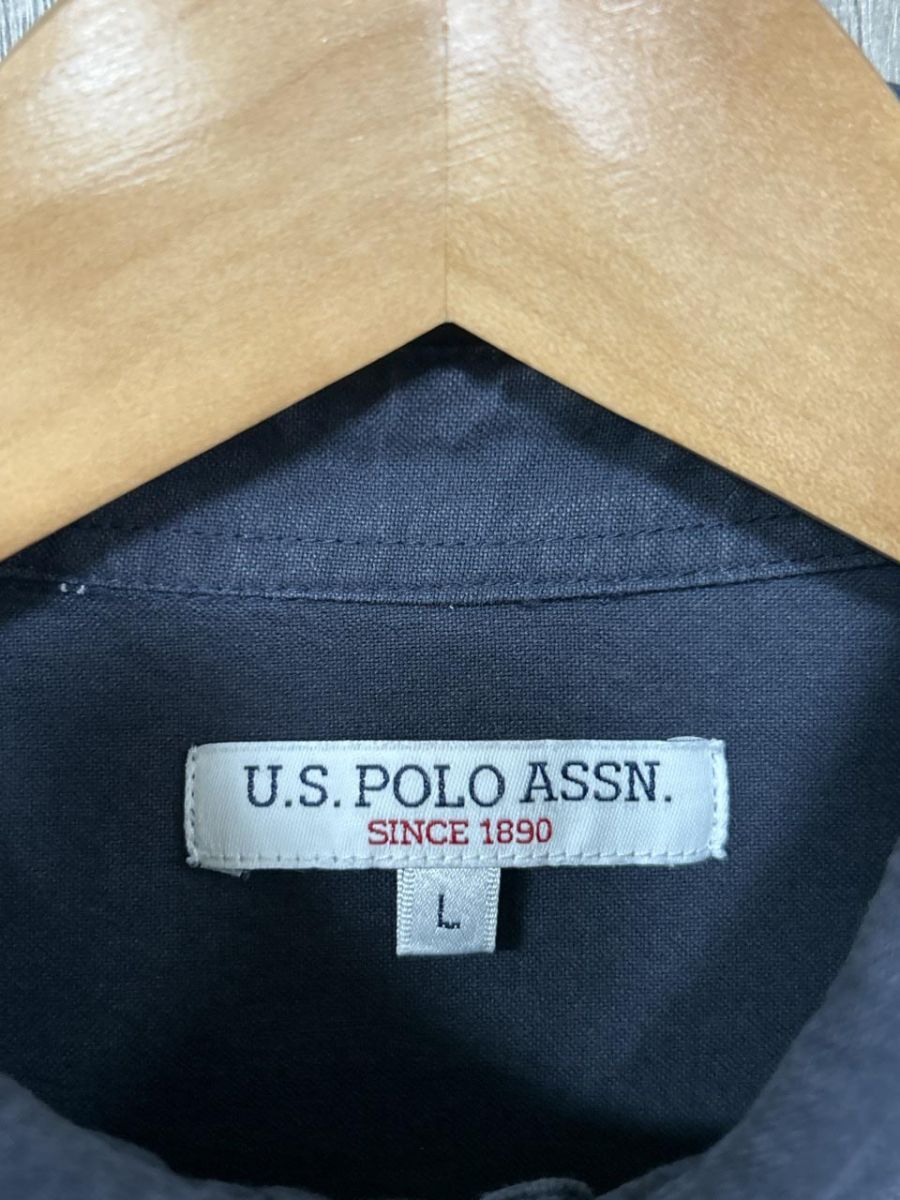 U.S. POLO ASSN.
SINCE 1890
L